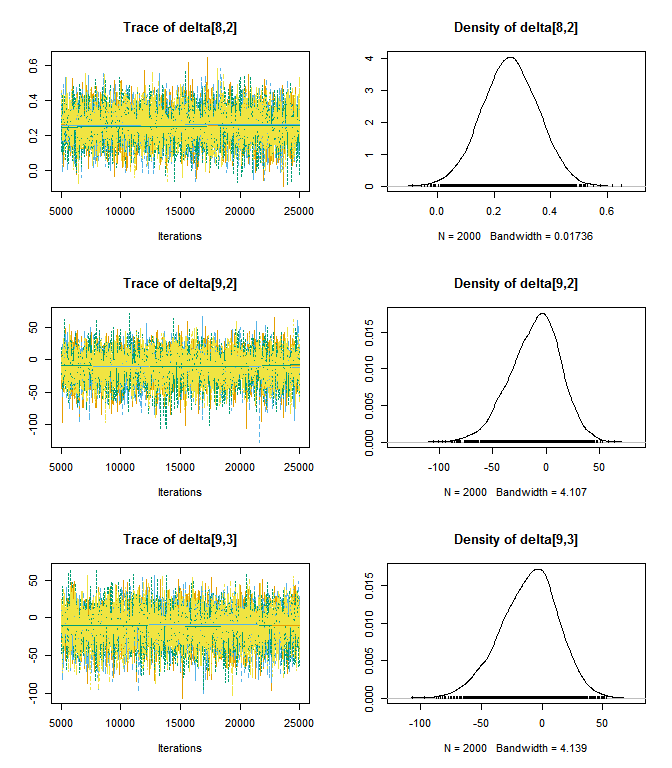 Trace of delta[8,2]
Density of delta[8,2]
0.0 0.2 0.4 0.6
5000 10000 15000 20000 25000
Iterations
0 1 2 3 4
0.0 0.2 0.4 0.6
N = 2000 Bandwidth = 0.01736
Trace of delta[9,2]
Density of delta[9,2]
-100 -50 0 50
5000 10000 15000 20000 25000
Iterations
0.000 0.005 0.010 0.015
-100 -50 0 50
N = 2000 Bandwidth = 4.107
Trace of delta[9,3]
Density of delta[9,3]
-100 -50 0 50
5000 10000 15000 20000 25000
Iterations
0.000 0.005 0.010 0.015
-100 -50 0 50
N = 2000 Bandwidth = 4.139